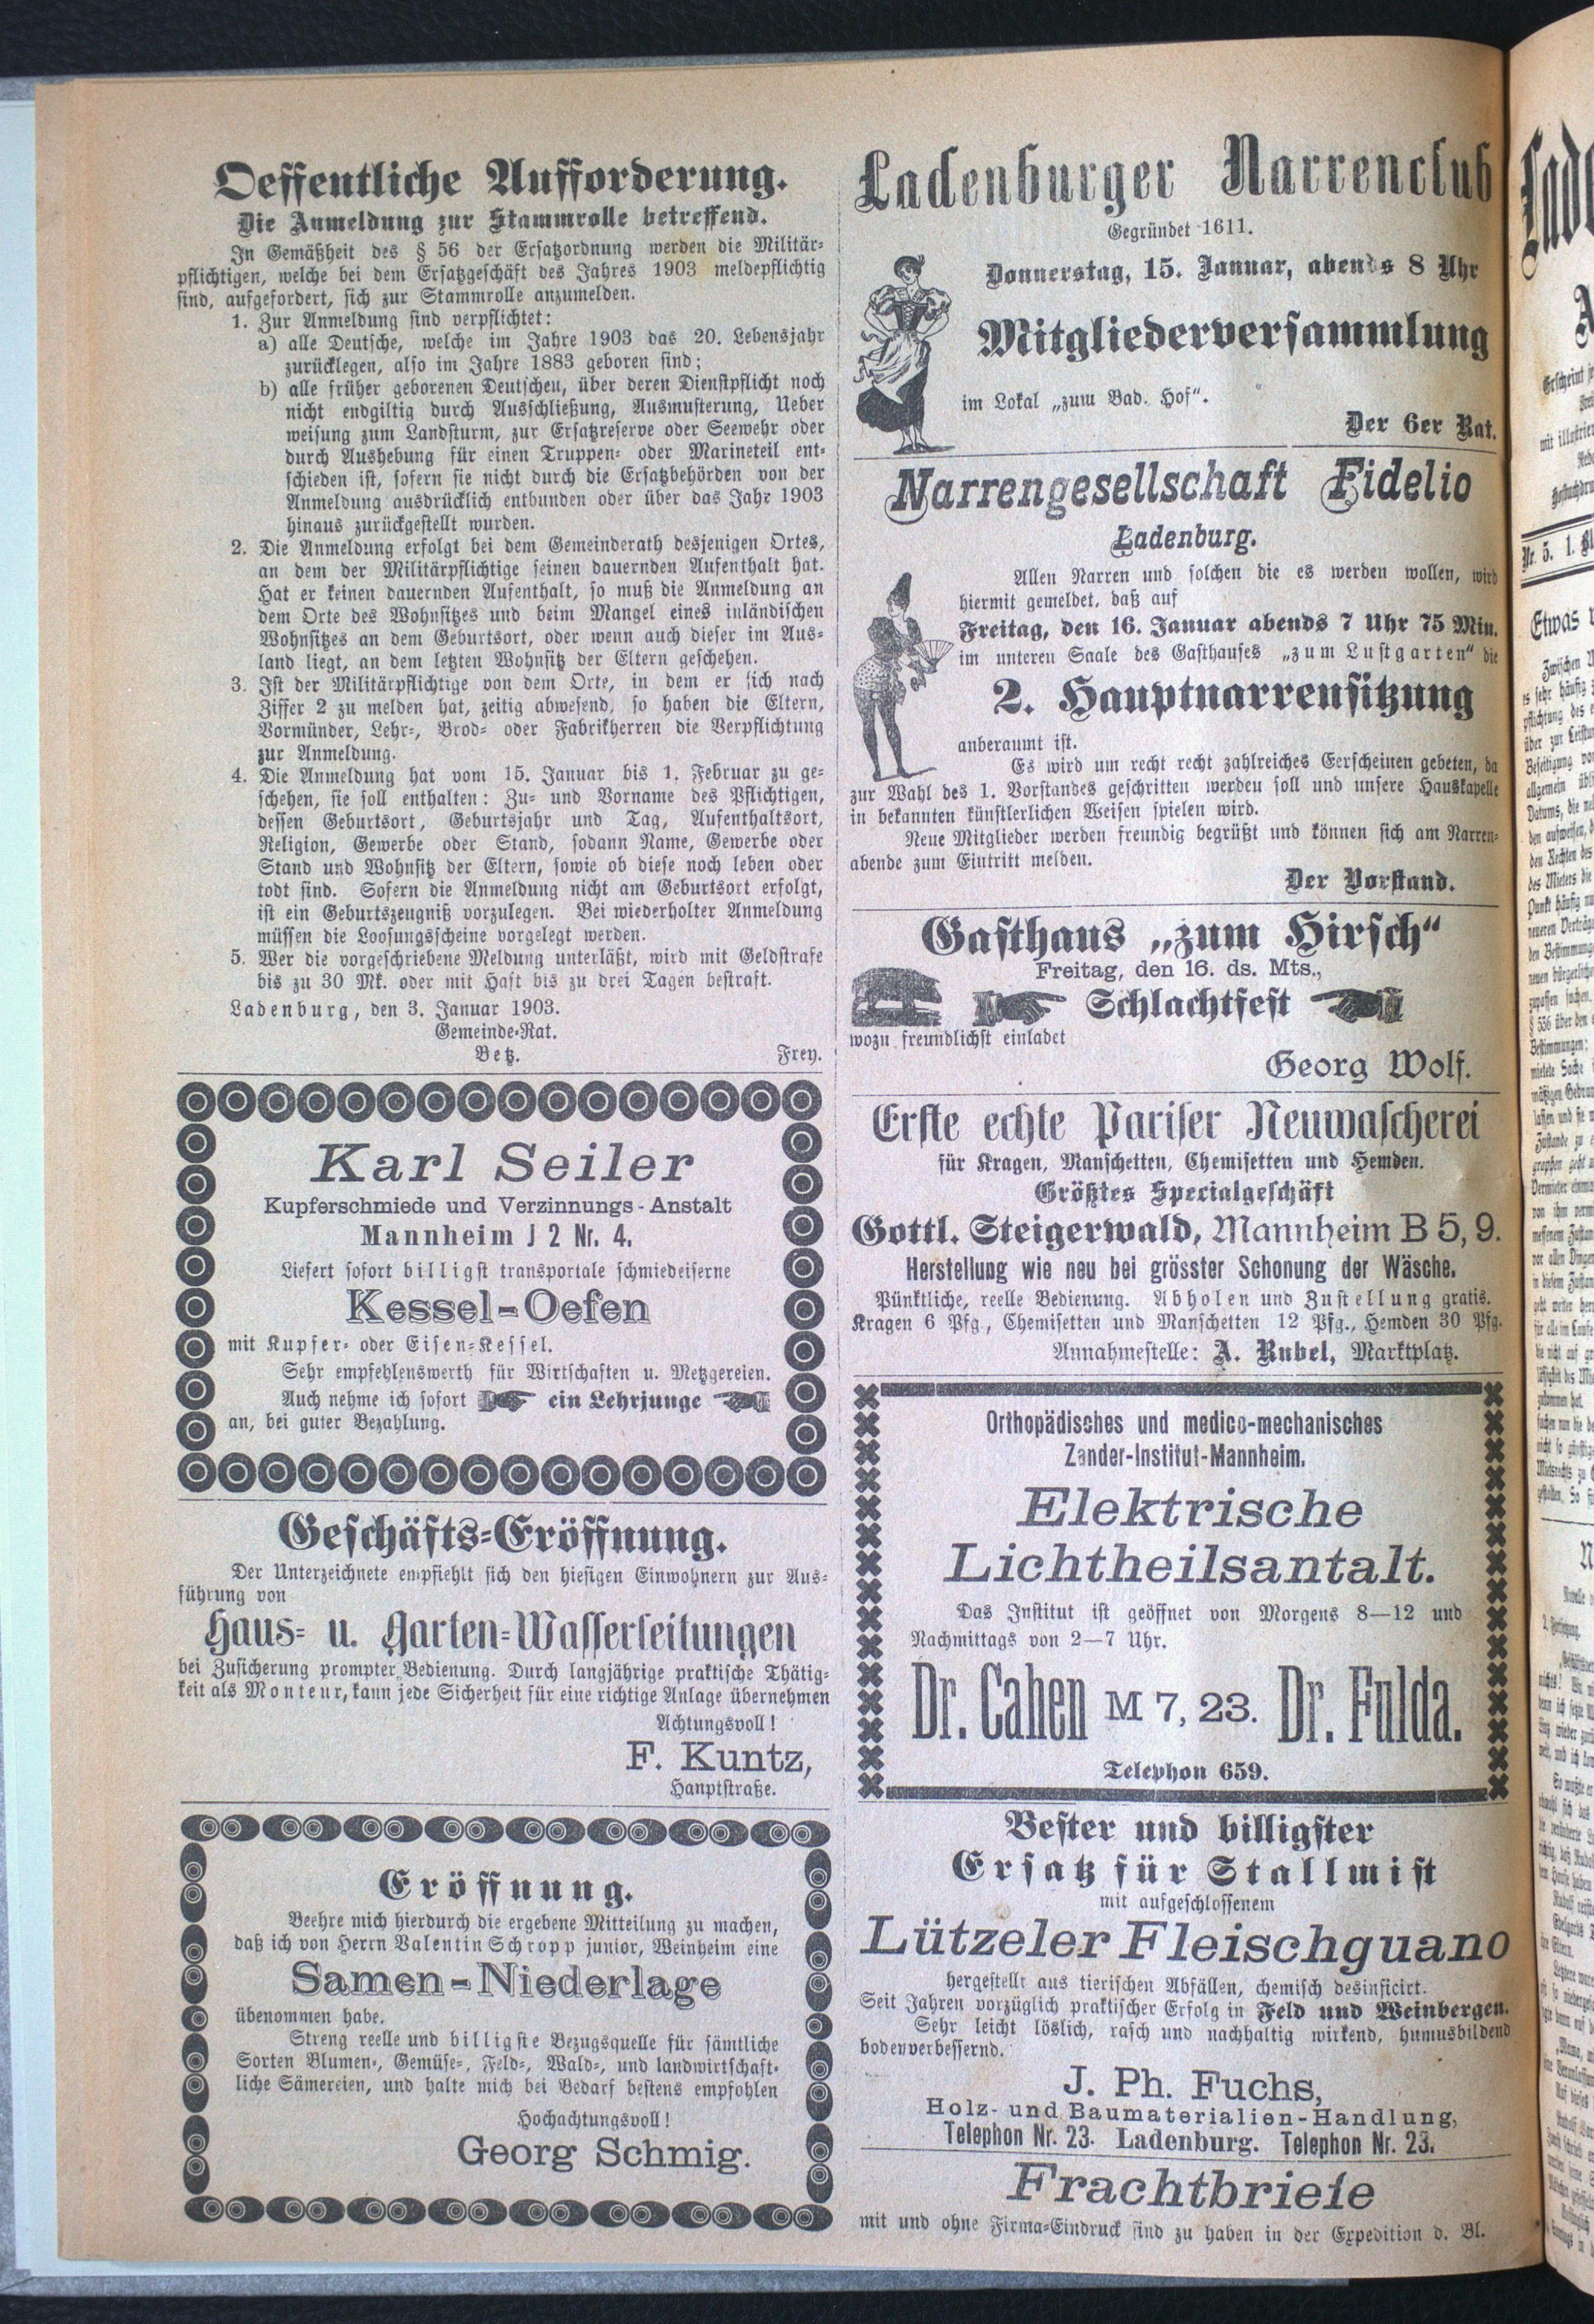 Oeffentliche Aufforderung.
Die Anmeldung zur Stammrolle betreffend.
In Gemäßheit des § 56 der Ersatzordnung werden die Militär-
pflichtigen, welche bei dem Ersatzgeschäft des Jahres 1903 meldepflichtig
sind, aufgefordert, sich zur Stammrolle anzumelden.
1. Zur Anmeldung sind verpflichtet:
a) alle Deutsche, welche im Jahre 1903 das 20. Lebensjahr
zurücklegen, also im Jahre 1883 geboren sind;
b) alle früher geborenen Deutschen, über deren Dienstpflicht noch
nicht endgiltig durch Ausschließung, Ausmusterung, Ueber
weisung zum Landsturm, zur Ersatzreserve oder Seewehr oder
durch Aushebung für einen Truppen- oder Marineteil ent-
schieden ist, sofern sie nicht durch die Ersatzbehörden von der
Anmeldung ausdrücklich entbunden oder über das Jahr 1903
hinaus zurückgestellt wurden.
2. Die Anmeldung erfolgt bei dem Gemeinderath desjenigen Ortes,
an dem der Militärpflichtige seinen dauernden Aufenthalt hat.
Hat er keinen dauernden Aufenthalt, so muß die Anmeldung an
dem Orte des Wohnsitzes und beim Mangel eines inländischen
Wohnsitzes an dem Geburtsort, oder wenn auch dieser im Aus-
land liegt, an dem letzten Wohnsitz der Eltern geschehen.
3. Ist der Militärpflichtige von dem Orte, in dem er sich nach
Ziffer 2 zu melden hat, zeitig abwesend, so haben die Eltern,
Vormünder, Lehr-, Brod- oder Fabrikherren die Verpflichtung
zur Anmeldung.
4. Die Anmeldung hat vom 15. Januar bis 1. Februar zu ge-
schehen, sie soll enthalten: Zu- und Vorname des Pflichtigen,
dessen Geburtsort, Geburtsjahr und Tag, Aufenthaltsort,
Religion, Gewerbe oder Stand, sodann Name, Gewerbe oder
Stand und Wohnsitz der Eltern, sowie ob diese noch leben oder
todt sind. Sofern die Anmeldung nicht am Geburtsort erfolgt,
ist ein Geburtszeugniß vorzulegen. Bei wiederholter Anmeldung
müssen die Loosungsscheine vorgelegt werden.
5. Wer die vorgeschriebene Meldung unterläßt, wird mit Geldstrafe
bis zu 30 Mk. oder mit Haft bis zu drei Tagen bestraft.
Ladenburg, den 3. Januar 1903.
Gemeinde-Rat.
Betz. Frey.
Karl Seiler
Kupferschmiede und Verzinnungs-Anstalt
Mannheim J 2 Nr. 4.
Liefert sofort billigst transportale schmiedeiserne
Kessel-Oefen
mit Kupfer- oder Eisen-Kessel.
Sehr empfehlenswerth für Wirtschaften u. Metzgereien.
Auch nehme ich sofort ein Lehrjunge
an, bei guter Bezahlung.
Geschäfts-Eröffnung.
Der Unterzeichnete empfiehlt sich den hiesigen Einwohnern zur Aus-
führung von
Haus- u. Garten-Wasserleitungen
bei Zusicherung prompter Bedienung. Durch langjährige praktische Thätig-
keit als Monteur, kann jede Sicherheit für eine richtige Anlage übernehmen
Achtungsvoll!
F. Kuntz,
Hauptstraße.
Eröffnung.
Beehre mich hierdurch die ergebene Mitteilung zu machen,
daß ich von Herrn Valentin Schropp junior, Weinheim eine
Samen-Niederlage
übenommen habe.
Streng reelle und billigste Bezugsquelle für sämtliche
Sorten Blumen-, Gemüse-, Feld-, Wald-, und landwirtschaft-
liche Sämereien, und halte mich bei Bedarf bestens empfohlen
Hochachtungsvoll!
Georg Schmig.
Ladenburger Narrenclub
Gegründet 1611.
Donnerstag, 15. Januar, abends 8 Uhr
Mitgliederversammlung
im Lokal „zum Bad. Hof“.
Der 6er Rat.
Narrengesellschaft Fidelio
Ladenburg.
Allen Narren und solchen die es werden wollen, wird
hiermit gemeldet, daß auf
Freitag, den 16. Januar abends 7 Uhr 75 Min.
im unteren Saale des Gasthauses „zum Lustgarten“ die
2. Hauptnarrensitzung
anberaumt ist.
Es wird um recht recht zahlreiches Eerscheinen gebeten, da
zur Wahl des 1. Vorstandes geschritten werden soll und unsere Hauskapelle
in bekannten künstlerlichen Weisen spielen wird.
Neue Mitglieder werden freundig begrüßt und können sich am Narren-
abende zum Eintritt melden.
Der Vorstand.
Gasthaus „zum Hirsch“
Freitag, den 16. ds. Mts.,
Schlachtfest
wozu freundlichst einladet
Georg Wolf.
Erste echte Pariser Neuwascherei
für Kragen, Manschetten, Chemisetten und Hemden.
Größtes Specialgeschäft
Gottl. Steigerwald, Mannheim B 5, 9.
Herstellung wie neu bei grösster Schonung der Wäsche.
Pünktliche, reelle Bedienung. Abholen und Zustellung gratis.
Kragen 6 Pfg., Chemisetten und Manschetten 12 Pfg., Hemden 30 Pfg.
Annahmestelle: A. Rubel, Marktplatz.
Orthopädisches und medico-mechanisches
Zander-Institut-Mannheim.
Elektrische
Lichtheilsantalt.
Das Institut ist geöffnet von Morgens 8—12 und
Nachmittags von 2—7 Uhr.
Dr. Cahen M 7, 23. Dr. Fulda.
Telephon 659.
Bester und billigster
Ersatz für Stallmist
mit aufgeschlossenem
Lützeler Fleischguano
hergestellt aus tierischen Abfällen, chemisch desinficirt.
Seit Jahren vorzüglich praktischer Erfolg in Feld und Weinbergen.
Sehr leicht löslich, rasch und nachhaltig wirkend, humusbildend
bodenverbessernd.
J. Ph. Fuchs,
Holz- und Baumaterialien-Handlung,
Telephon Nr. 23. Ladenburg. Telephon Nr. 23.
Frachtbriefe
mit und ohne Firma-Eindruck sind zu haben in der Expedition d. Bl.